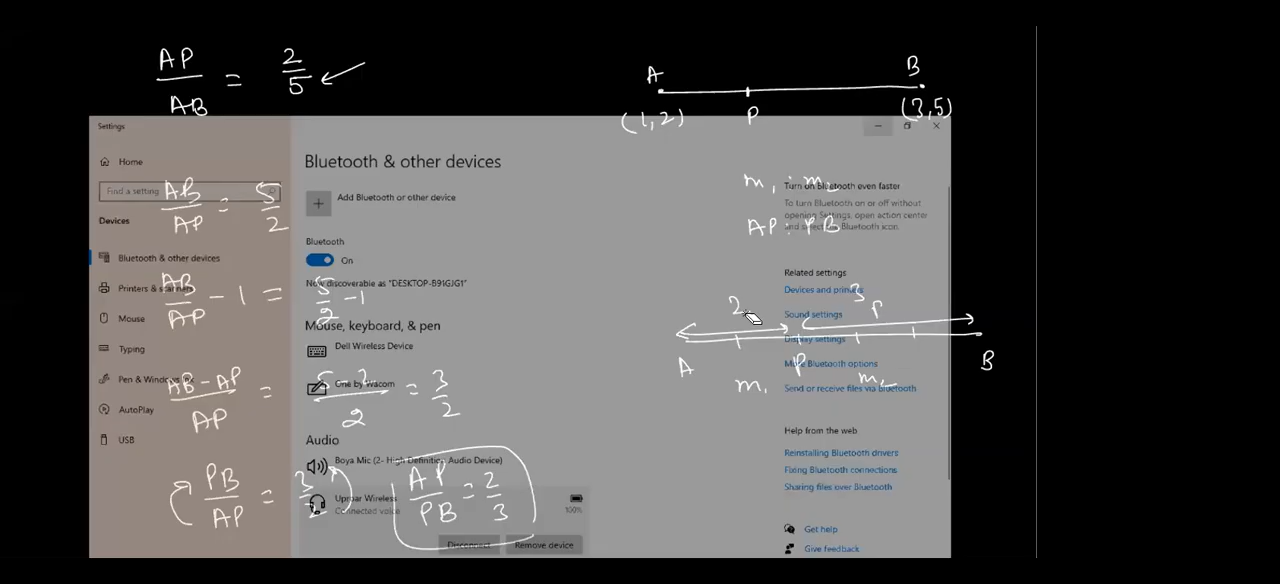 AP/AB = 2/5
A B
(1,2) P (3,5)
Settings
Home
Find a setting
Devices
Bluetooth & other devices
Printers & scanners
Mouse
Typing
Pen & Windows Ink
AutoPlay
USB
Bluetooth & other devices
Add Bluetooth or other device
Bluetooth
On
Now discoverable as "DESKTOP-B91GJG1"
Mouse, keyboard, & pen
Dell Wireless Device
One by Wacom
Audio
Boya Mic (2- High Definition Audio Device)
Uproar Wireless
Connected voice
100%
Disconnect
Remove device
Turn on Bluetooth even faster
To turn Bluetooth on or off without
opening Settings, open action center
and select the Bluetooth icon.
Related settings
Devices and printers
Sound settings
Display settings
More Bluetooth options
Send or receive files via Bluetooth
Help from the web
Reinstalling Bluetooth drivers
Fixing Bluetooth connections
Sharing files over Bluetooth
Get help
Give feedback
AB/AP = 5/2
AB/AP - 1 = 5/2 - 1
(AB - AP)/AP = (5 - 2)/2 = 3/2
PB/AP = 3/2
AP/PB = 2/3
m₁ : m₂
AP : PB
2 3
A P B
m₁ m₂